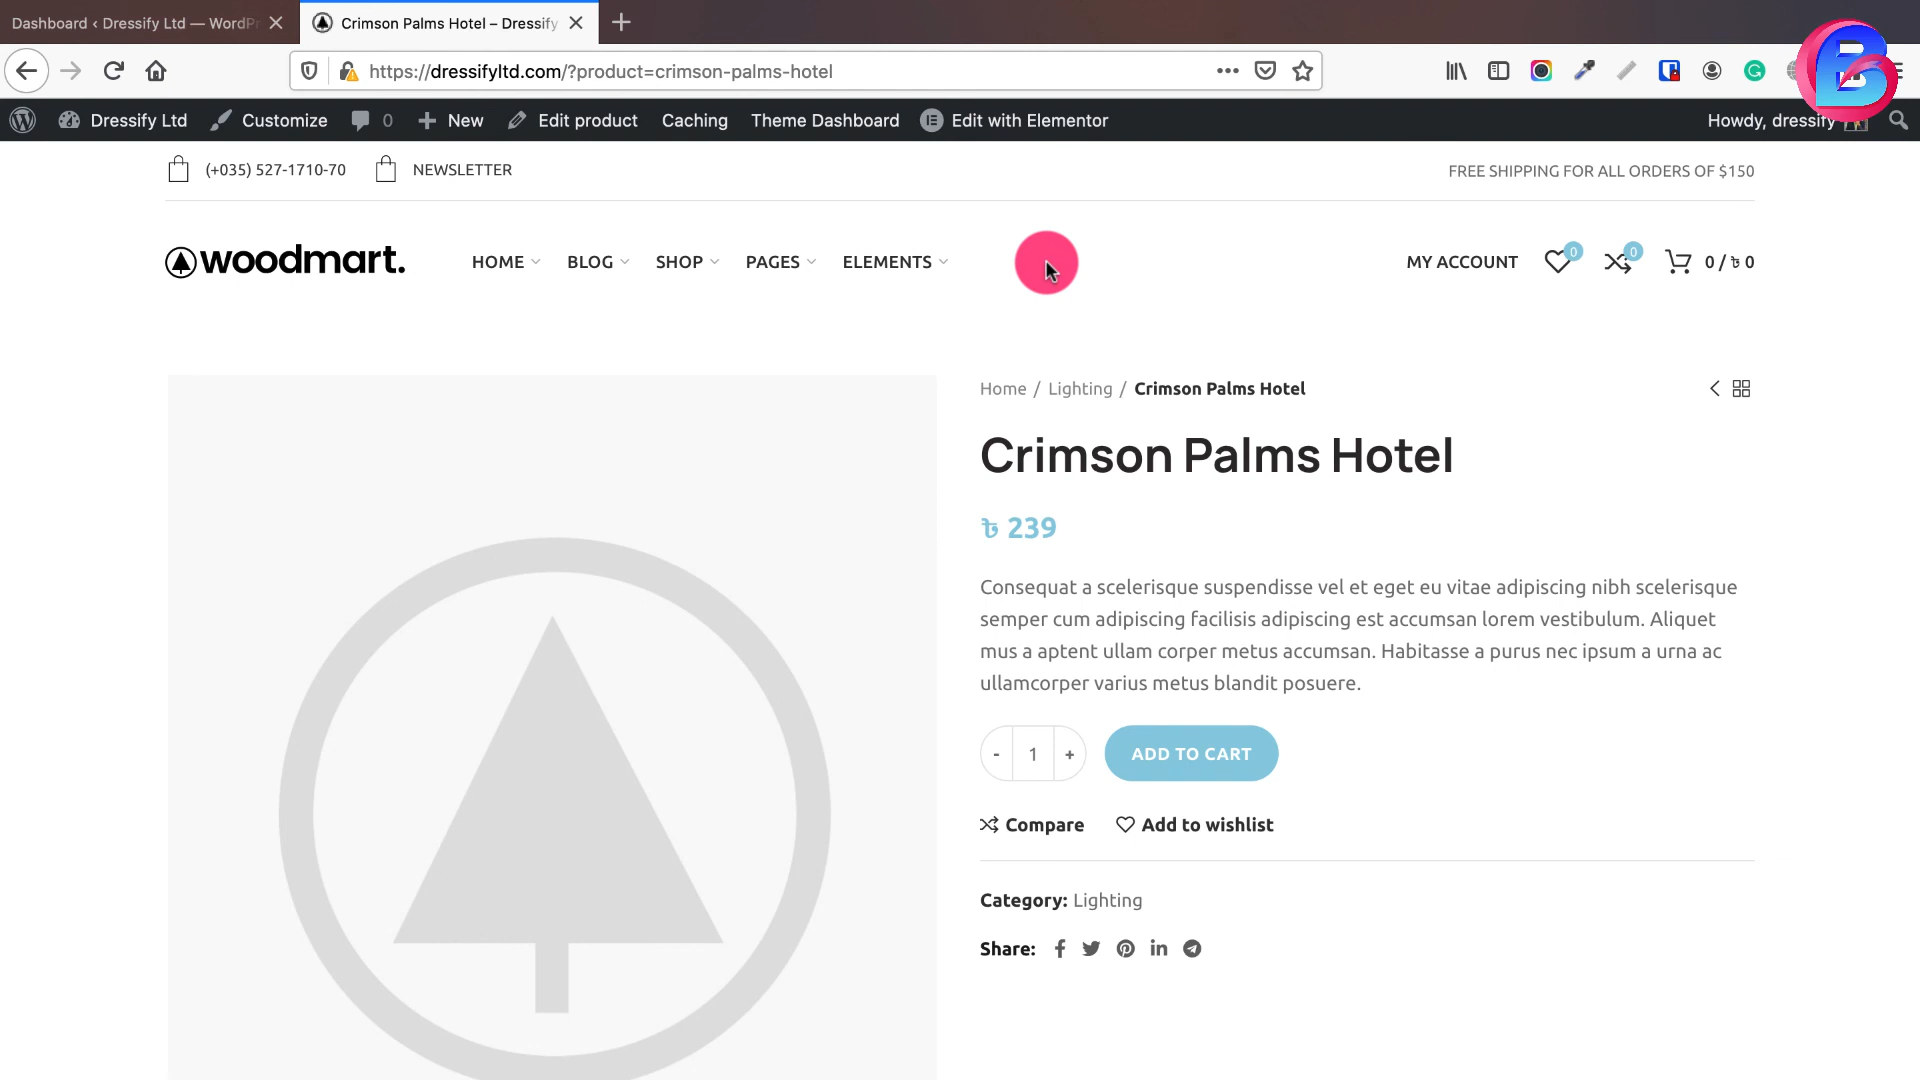 Dashboard ‹ Dressify Ltd — WordPr
Crimson Palms Hotel – Dressify
https://dressifyltd.com/?product=crimson-palms-hotel
Dressify Ltd
Customize
0
New
Edit product
Caching
Theme Dashboard
Edit with Elementor
Howdy, dressify
(+035) 527-1710-70
NEWSLETTER
FREE SHIPPING FOR ALL ORDERS OF $150
woodmart.
HOME
BLOG
SHOP
PAGES
ELEMENTS
MY ACCOUNT
0
0
0 / ৳ 0
Home / Lighting / Crimson Palms Hotel
Crimson Palms Hotel
৳ 239
Consequat a scelerisque suspendisse vel et eget eu vitae adipiscing nibh scelerisque
semper cum adipiscing facilisis adipiscing est accumsan lorem vestibulum. Aliquet
mus a aptent ullam corper metus accumsan. Habitasse a purus nec ipsum a urna ac
ullamcorper varius metus blandit posuere.
- 1 +
ADD TO CART
Compare
Add to wishlist
Category: Lighting
Share: